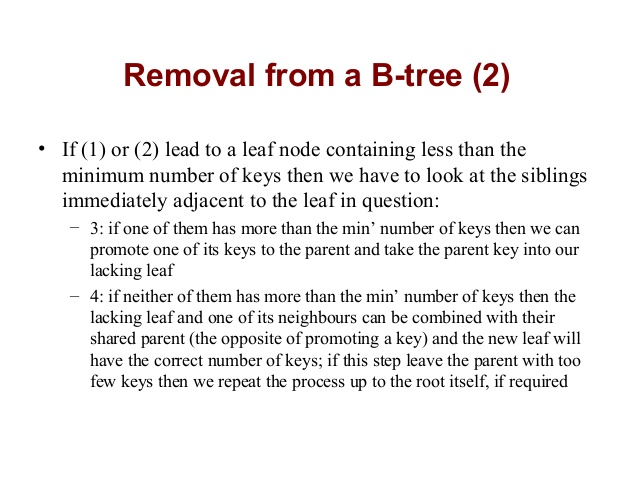 Removal from a B-tree (2)
• If (1) or (2) lead to a leaf node containing less than the
minimum number of keys then we have to look at the siblings
immediately adjacent to the leaf in question:
– 3: if one of them has more than the min’ number of keys then we can
promote one of its keys to the parent and take the parent key into our
lacking leaf
– 4: if neither of them has more than the min’ number of keys then the
lacking leaf and one of its neighbours can be combined with their
shared parent (the opposite of promoting a key) and the new leaf will
have the correct number of keys; if this step leave the parent with too
few keys then we repeat the process up to the root itself, if required